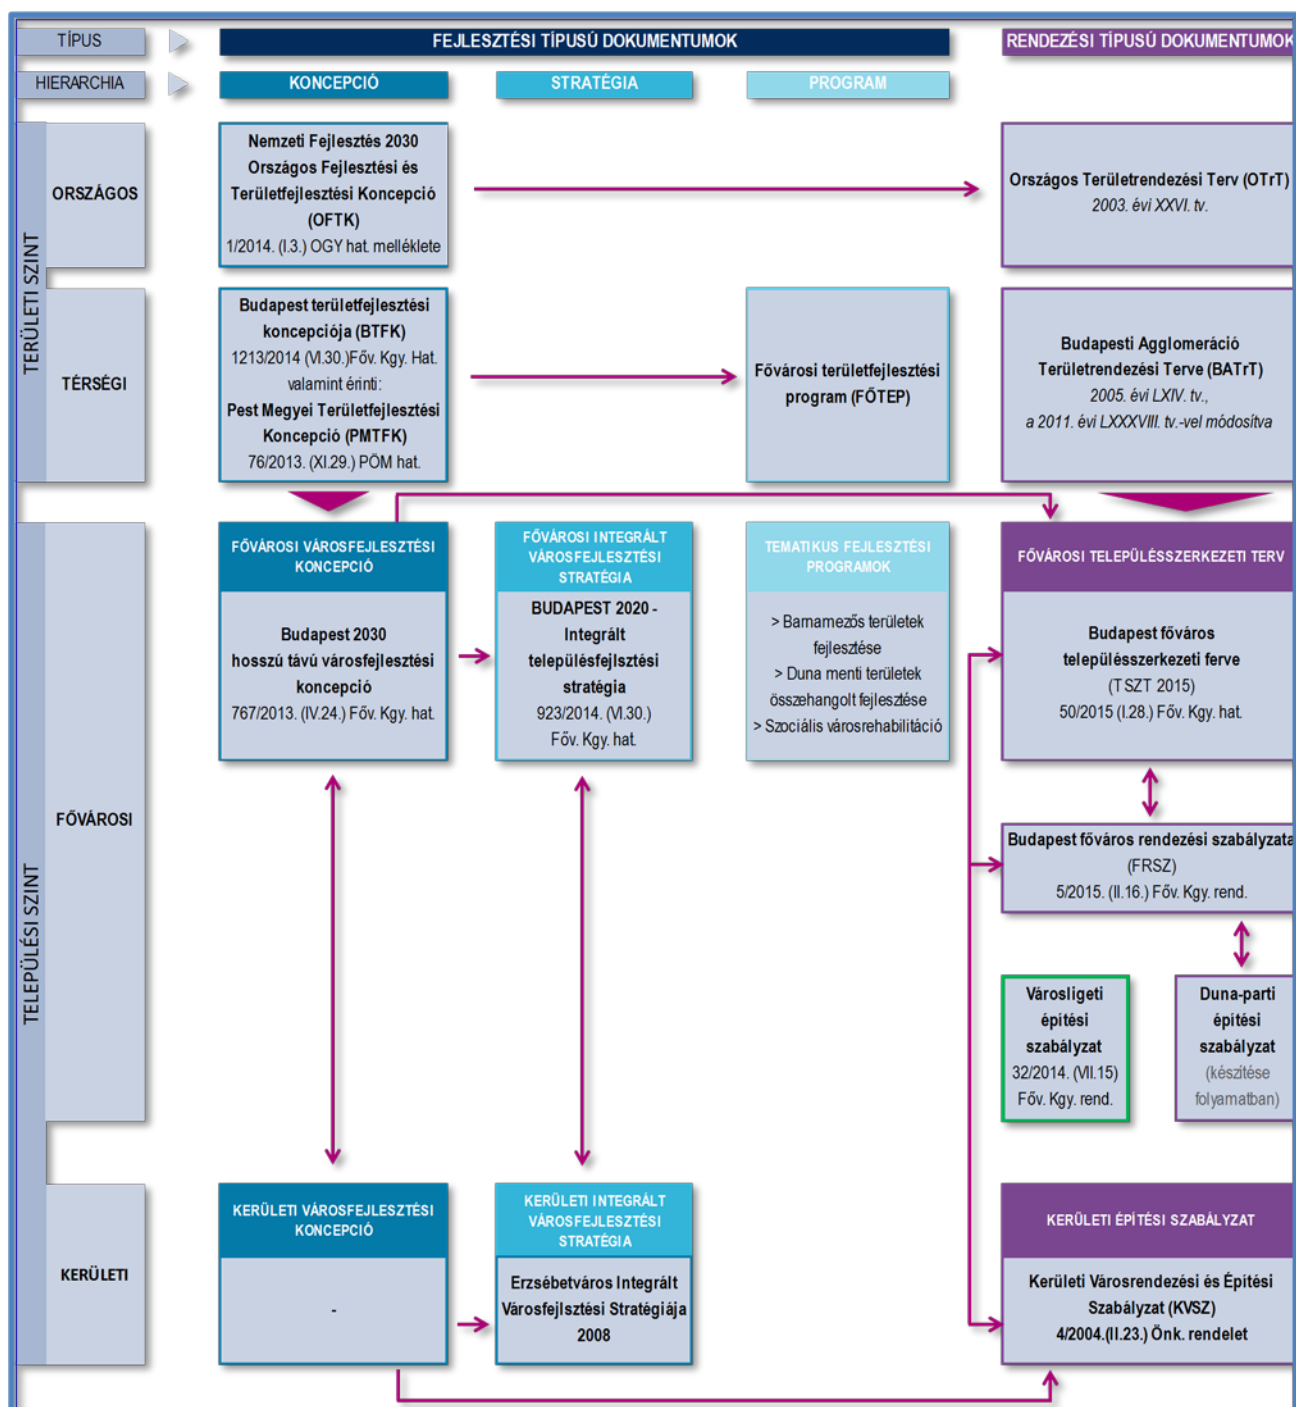 TÍPUS
FEJLESZTÉSI TÍPUSÚ DOKUMENTUMOK
RENDEZÉSI TÍPUSÚ DOKUMENTUMOK
HIERARCHIA
KONCEPCIÓ
STRATÉGIA
PROGRAM
TERÜLETI SZINT
ORSZÁGOS
Nemzeti Fejlesztés 2030
Országos Fejlesztési és
Területfejlesztési Koncepció
(OFTK)
1/2014. (I.3.) OGY hat. melléklete
Országos Területrendezési Terv (OTrT)
2003. évi XXVI. tv.
TÉRSÉGI
Budapest területfejlesztési
koncepciója (BTFK)
1213/2014 (VI.30.)Föv. Kgy. Hat.
valamint érinti:
Pest Megyei Területfejlesztési
Koncepció (PMTFK)
76/2013. (XI.29.) PÖM hat.
Fővárosi területfejlesztési
program (FŐTEP)
Budapesti Agglomeráció
Területrendezési Terve (BATrT)
2005. évi LXIV. tv.,
a 2011. évi LXXXVIII. tv.-vel módosítva
TELEPÜLÉSI SZINT
FŐVÁROSI
FŐVÁROSI VÁROSFEJLESZTÉSI
KONCEPCIÓ
Budapest 2030
hosszú távú városfejlesztési
koncepció
767/2013. (IV.24.) Föv. Kgy. hat.
FŐVÁROSI INTEGRÁLT
VÁROSFEJLESZTÉSI
STRATÉGIA
BUDAPEST 2020 -
Integrált
településfejlsztési
stratégia
923/2014. (VI.30.)
Föv. Kgy. hat.
TEMATIKUS FEJLESZTÉSI
PROGRAMOK
> Barnamezős területek
fejlesztése
> Duna menti területek
összehangolt fejlesztése
> Szociális városrehabilitáció
FŐVÁROSI TELEPÜLÉSSZERKEZETI TERV
Budapest főváros
településszerkezeti ferve
(TSZT 2015)
50/2015 (I.28.) Föv. Kgy. hat.
Budapest főváros rendezési szabályzata
(FRSZ)
5/2015. (II.16.) Föv. Kgy. rend.
Városligeti
építési
szabályzat
32/2014. (VII.15)
Föv. Kgy. rend.
Duna-parti
építési
szabályzat
(készítése
folyamatban)
KERÜLETI
KERÜLETI VÁROSFEJLESZTÉSI
KONCEPCIÓ
-
KERÜLETI INTEGRÁLT
VÁROSFEJLESZTÉSI
STRATÉGIA
Erzsébetváros Integrált
Városfejlsztési Stratégiája
2008
KERÜLETI ÉPÍTÉSI SZABÁLYZAT
Kerületi Városrendezési és Építési
Szabályzat (KVSZ)
4/2004.(II.23.) Önk. rendelet